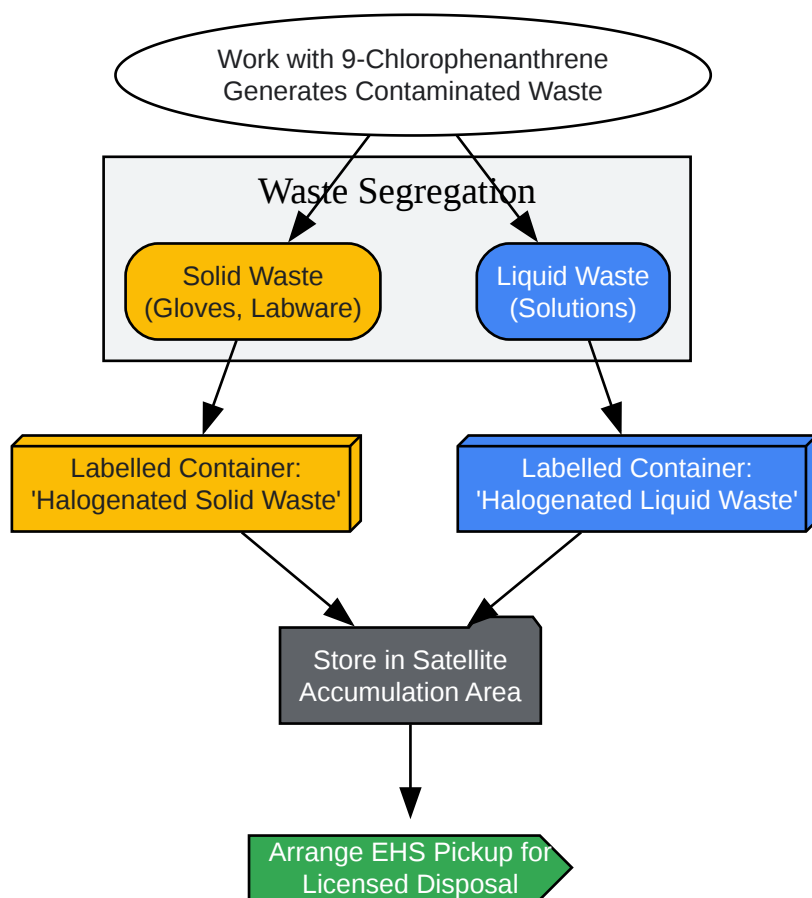 Work with 9-Chlorophenanthrene
Generates Contaminated Waste
Waste Segregation
Solid Waste
(Gloves, Labware)
Liquid Waste
(Solutions)
Labelled Container:
'Halogenated Solid Waste'
Labelled Container:
'Halogenated Liquid Waste'
Store in Satellite
Accumulation Area
Arrange EHS Pickup for
Licensed Disposal